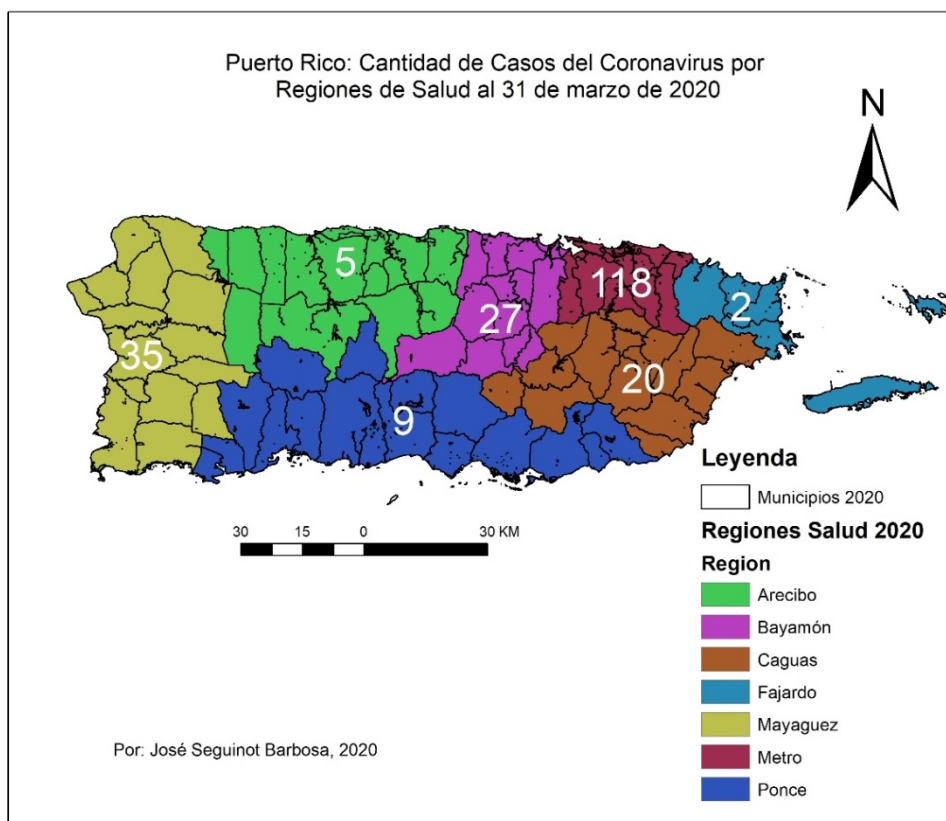 Puerto Rico: Cantidad de Casos del Coronavirus por
Regiones de Salud al 31 de marzo de 2020
N
5
118
2
27
35
20
9
30 15 0 30 KM
Leyenda
Municipios 2020
Regiones Salud 2020
Region
Arecibo
Bayamón
Caguas
Fajardo
Mayaguez
Metro
Ponce
Por: José Seguinot Barbosa, 2020